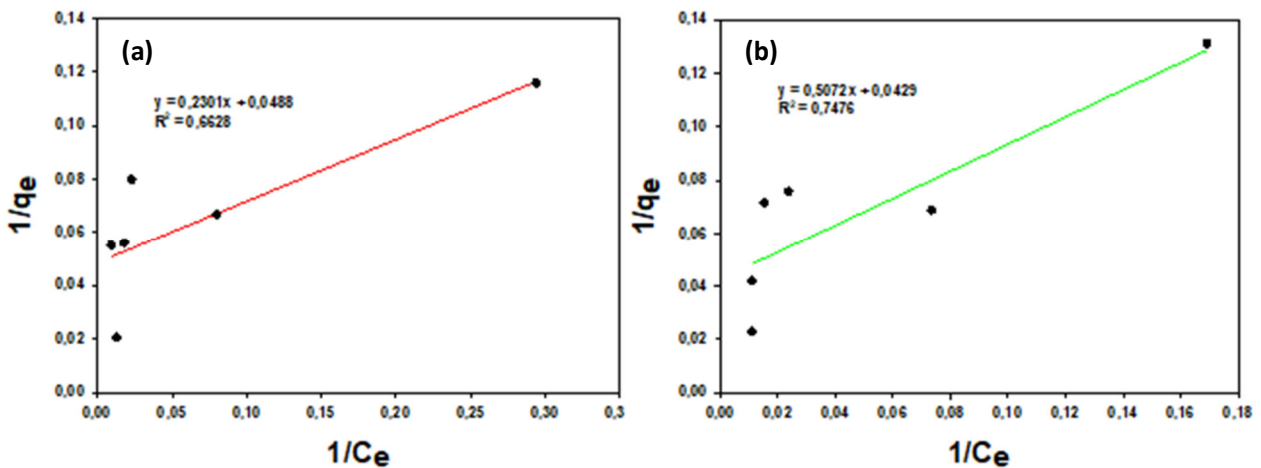 (a)
y = 0,2301x + 0,0488
R² = 0,6628
1/qe
0,14
0,12
0,10
0,08
0,06
0,04
0,02
0,00
0,00 0,05 0,10 0,15 0,20 0,25 0,30 0,3
1/Ce
(b)
y = 0,5072x + 0,0429
R² = 0,7476
1/qe
0,14
0,12
0,10
0,08
0,06
0,04
0,02
0,00
0,00 0,02 0,04 0,06 0,08 0,10 0,12 0,14 0,16 0,18
1/Ce